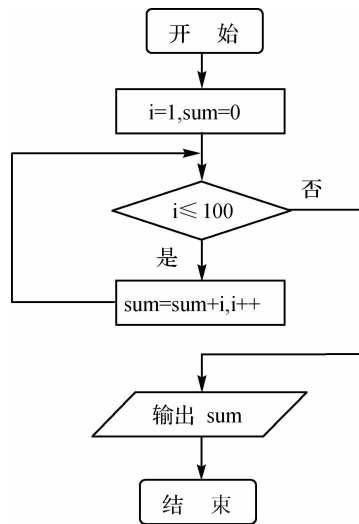 开 始
i=1,sum=0
i≤100
否
是
sum=sum+i,i++
输出 sum
结 束